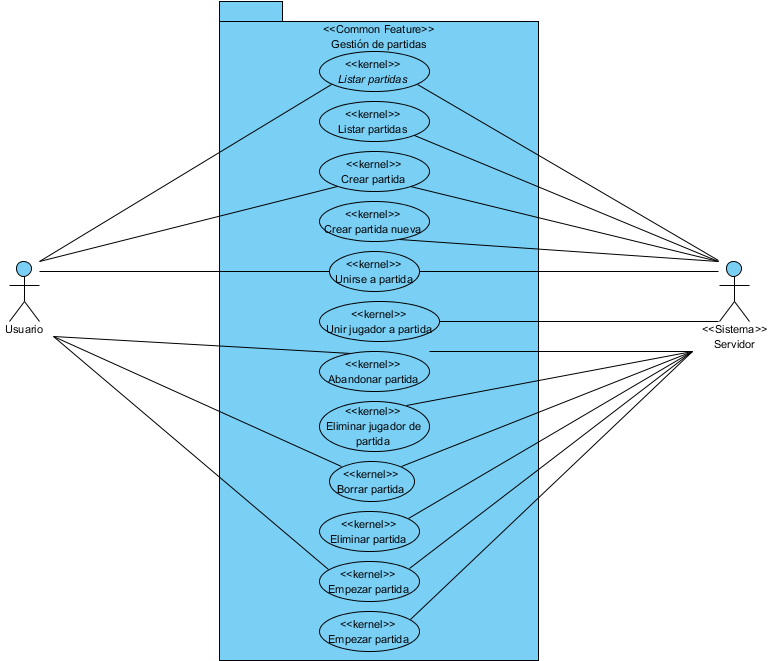 <<Common Feature>>
Gestión de partidas
<<kernel>>
Listar partidas
<<kernel>>
Listar partidas
<<kernel>>
Crear partida
<<kernel>>
Crear partida nueva
<<kernel>>
Unirse a partida
<<kernel>>
Unir jugador a partida
Usuario
<<Sistema>>
Servidor
<<kernel>>
Abandonar partida
<<kernel>>
Eliminar jugador de
partida
<<kernel>>
Borrar partida
<<kernel>>
Eliminar partida
<<kernel>>
Empezar partida
<<kernel>>
Empezar partida